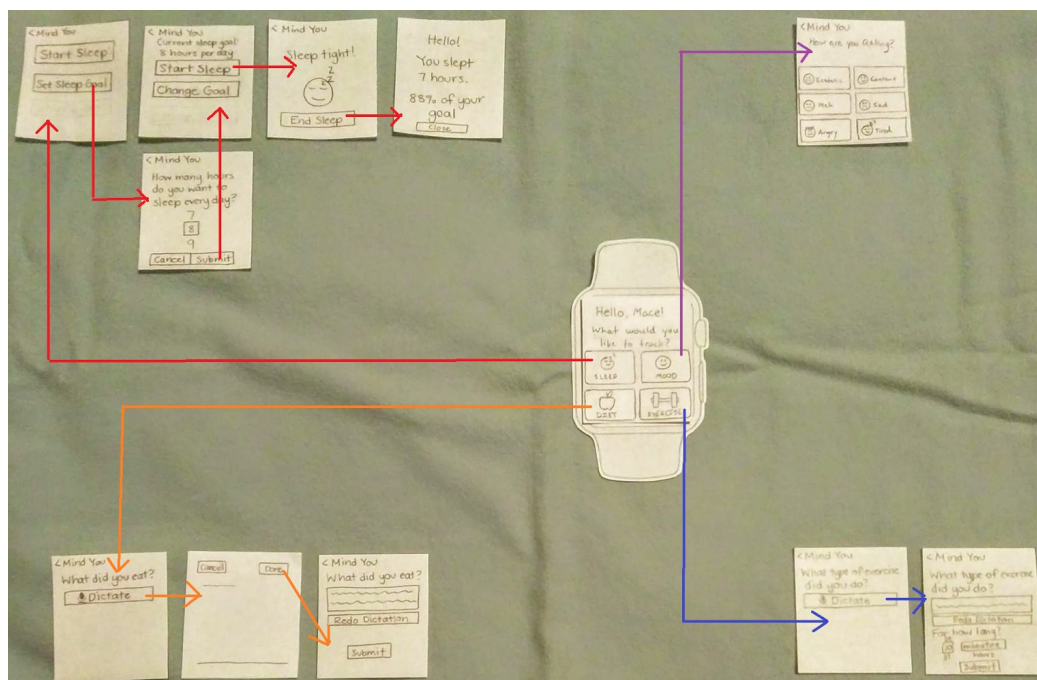 < Mind You
Start Sleep
Set Sleep Goal
< Mind You
Current sleep goal:
8 hours per day
Start Sleep
Change Goal
< Mind You
Sleep tight!
z
z
End Sleep
Hello!
You slept
7 hours.
88% of your
goal
Close
< Mind You
How many hours
do you want to
sleep every day?
7
8
9
Cancel
Submit
< Mind You
How are you feeling?
Ecstatic
Content
Meh
Sad
Angry
Tired
Hello, Mace!
What would you
like to track?
SLEEP
MOOD
DIET
EXERCISE
< Mind You
What did you eat?
Dictate
Cancel
Done
< Mind You
What did you eat?
Redo Dictation
Submit
< Mind You
What type of exercise
did you do?
Dictate
< Mind You
What type of exercise
did you do?
Redo Dictation
For how long?
minutes
hours
Submit